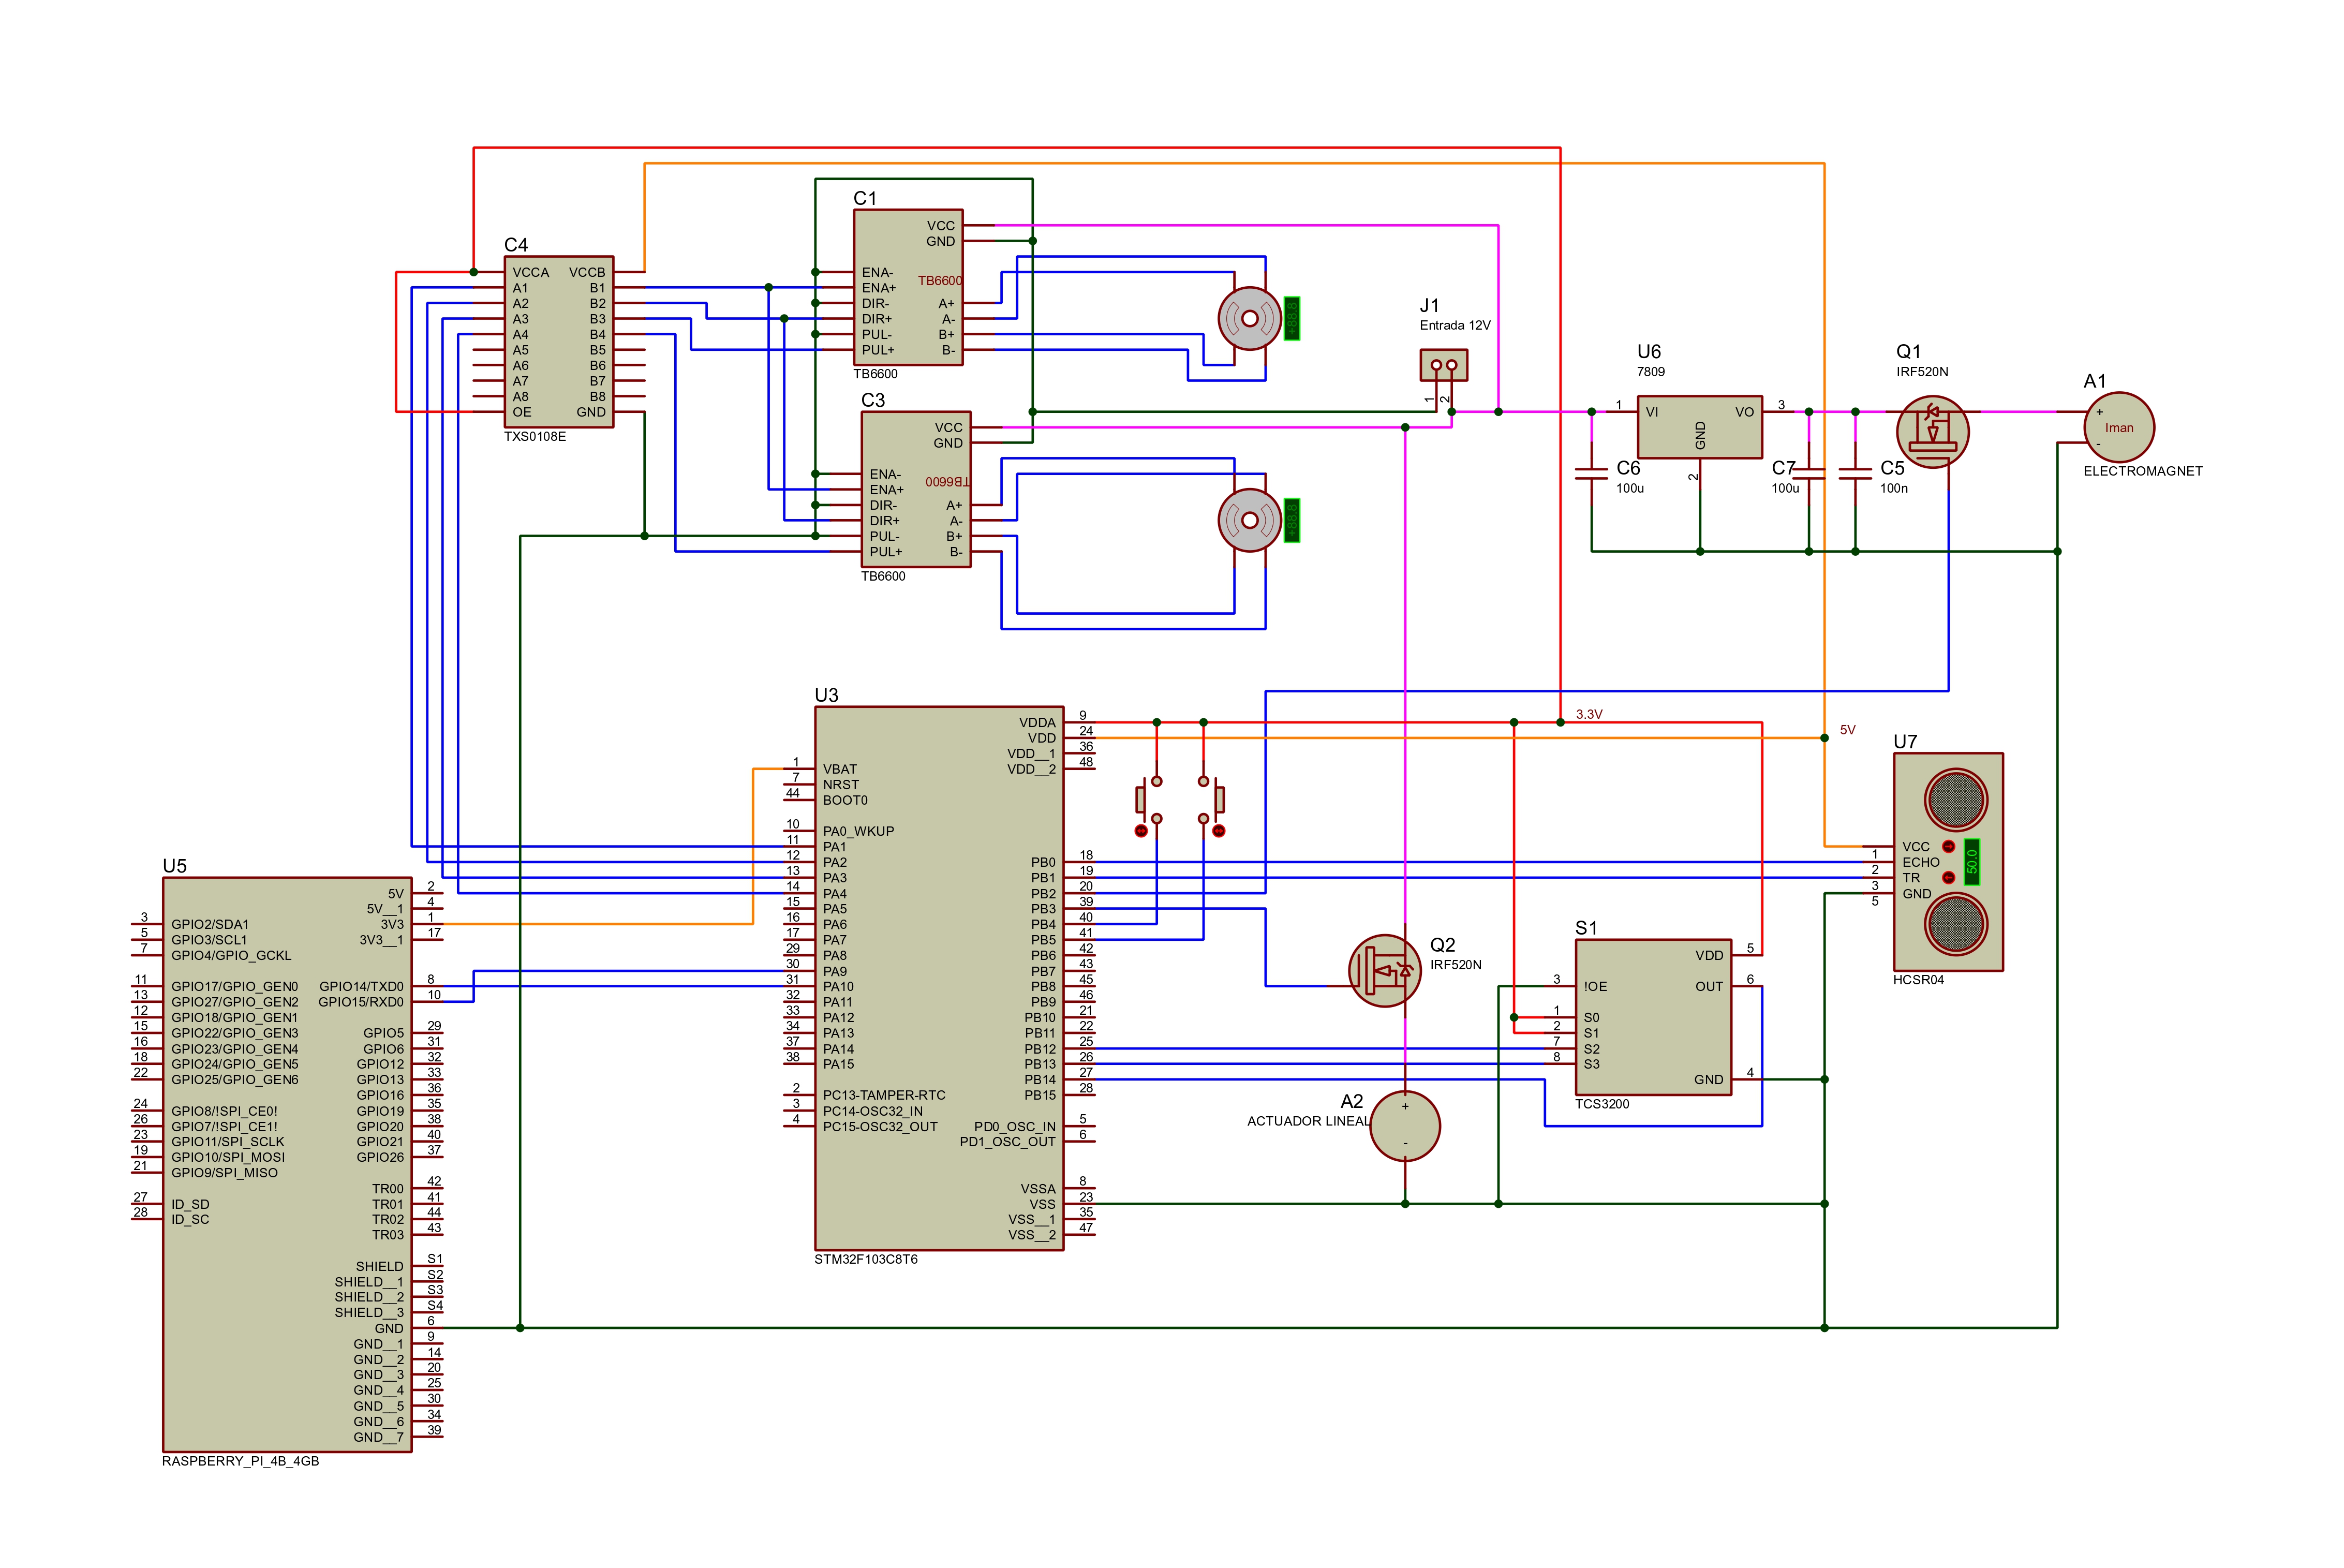 C1
VCC
GND
ENA-
ENA+
DIR-
DIR+
PUL-
PUL+
TB6600
A+
A-
B+
B-
TB6600
+88.8
C4
VCCA VCCB
A1 B1
A2 B2
A3 B3
A4 B4
A5 B5
A6 B6
A7 B7
A8 B8
OE GND
TXS0108E
C3
VCC
GND
ENA-
ENA+
DIR-
DIR+
PUL-
PUL+
TB6600
A+
A-
B+
B-
TB6600
+88.8
J1
Entrada 12V
1
2
U6
7809
1 VI VO 3
GND
2
C6
100u
C7
100u
C5
100n
Q1
IRF520N
A1
+
Iman
-
ELECTROMAGNET
3.3V
5V
U3
VDDA 9
VDD 24
VDD__1 36
VDD__2 48
1 VBAT
7 NRST
44 BOOT0
10 PA0_WKUP
11 PA1
12 PA2
13 PA3
14 PA4
15 PA5
16 PA6
17 PA7
29 PA8
30 PA9
31 PA10
32 PA11
33 PA12
34 PA13
37 PA14
38 PA15
2 PC13-TAMPER-RTC
3 PC14-OSC32_IN
4 PC15-OSC32_OUT
PB0 18
PB1 19
PB2 20
PB3 39
PB4 40
PB5 41
PB6 42
PB7 43
PB8 45
PB9 46
PB10 21
PB11 22
PB12 25
PB13 26
PB14 27
PB15 28
PD0_OSC_IN 5
PD1_OSC_OUT 6
VSSA 8
VSS 23
VSS__1 35
VSS__2 47
STM32F103C8T6
U7
VCC
1
ECHO
2
TR
3
GND
5
50.0
HCSR04
Q2
IRF520N
A2
ACTUADOR LINEAL
+
-
S1
VDD 5
3 !OE OUT 6
1 S0
2 S1
7 S2
8 S3
GND 4
TCS3200
U5
5V 2
5V__1 4
3V3 1
3V3__1 17
3 GPIO2/SDA1
5 GPIO3/SCL1
7 GPIO4/GPIO_GCKL
11 GPIO17/GPIO_GEN0
13 GPIO27/GPIO_GEN2
12 GPIO18/GPIO_GEN1
15 GPIO22/GPIO_GEN3
16 GPIO23/GPIO_GEN4
18 GPIO24/GPIO_GEN5
22 GPIO25/GPIO_GEN6
24 GPIO8/!SPI_CE0!
26 GPIO7/!SPI_CE1!
23 GPIO11/SPI_SCLK
19 GPIO10/SPI_MOSI
21 GPIO9/SPI_MISO
27 ID_SD
28 ID_SC
GPIO14/TXD0 8
GPIO15/RXD0 10
GPIO5 29
GPIO6 31
GPIO12 32
GPIO13 33
GPIO16 36
GPIO19 35
GPIO20 38
GPIO21 40
GPIO26 37
TR00 42
TR01 41
TR02 44
TR03 43
SHIELD S1
SHIELD__1 S2
SHIELD__2 S3
SHIELD__3 S4
GND 6
GND__1 9
GND__2 14
GND__3 20
GND__4 25
GND__5 30
GND__6 34
GND__7 39
RASPBERRY_PI_4B_4GB